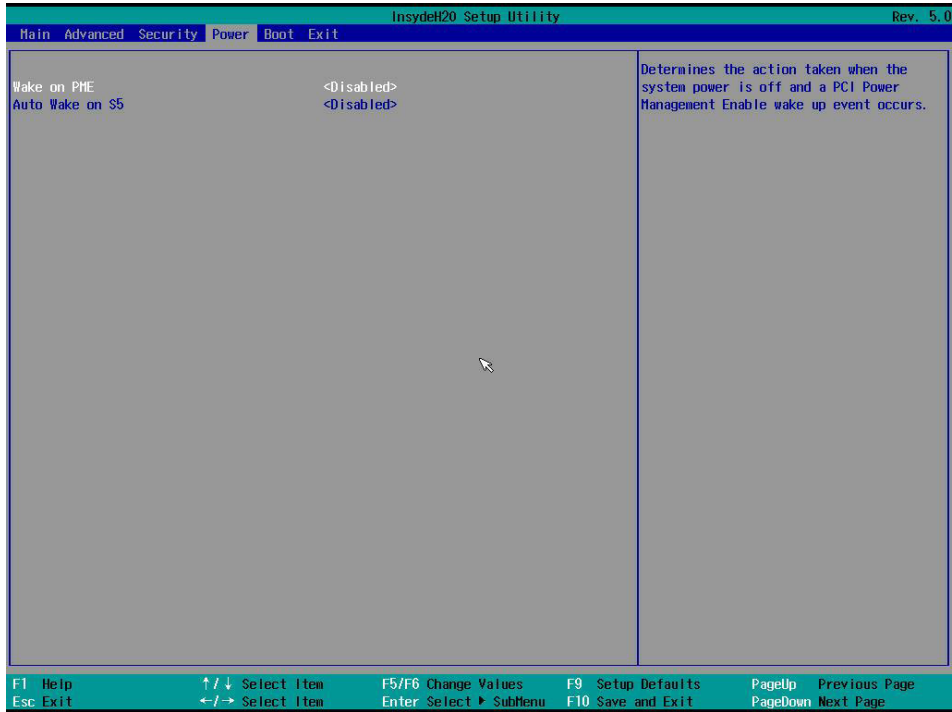 InsydeH20 Setup Utility Rev. 5.0
Main Advanced Security Power Boot Exit
Wake on PME <Disabled>
Auto Wake on S5 <Disabled>
Determines the action taken when the
system power is off and a PCI Power
Management Enable wake up event occurs.
F1 Help ↑/↓ Select Item F5/F6 Change Values F9 Setup Defaults PageUp Previous Page
Esc Exit ←/→ Select Item Enter Select ▶ SubMenu F10 Save and Exit PageDown Next Page